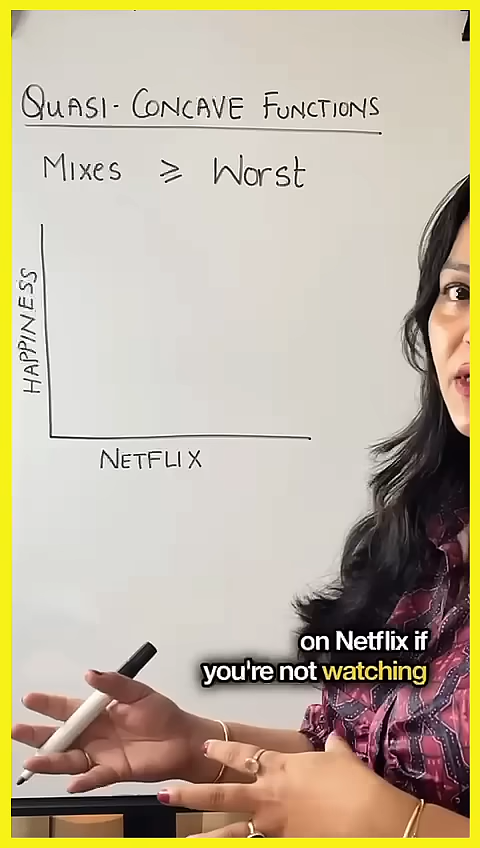 QUASI-CONCAVE FUNCTIONS
Mixes ⩾ Worst
HAPPINESS
NETFLIX
on Netflix if
you're not watching